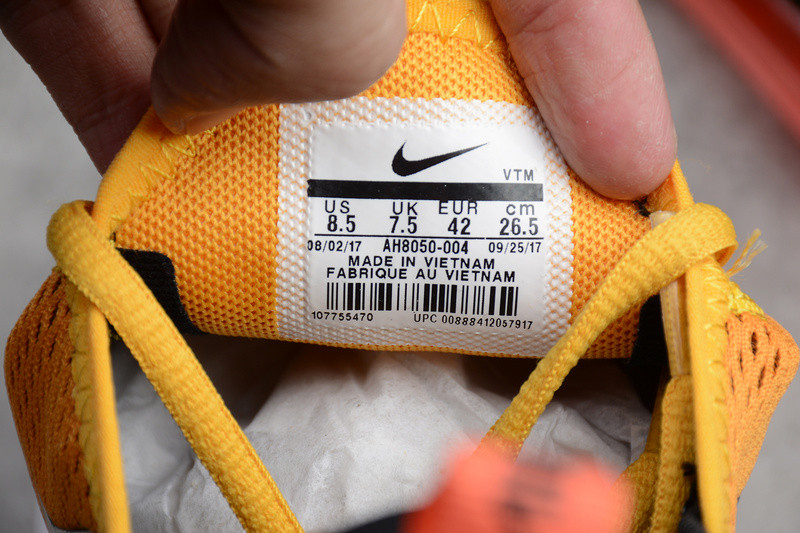 VTM
US UK EUR cm
8.5 7.5 42 26.5
08/02/17 AH8050-004 09/25/17
MADE IN VIETNAM
FABRIQUE AU VIETNAM
107755470 UPC 00888412057917